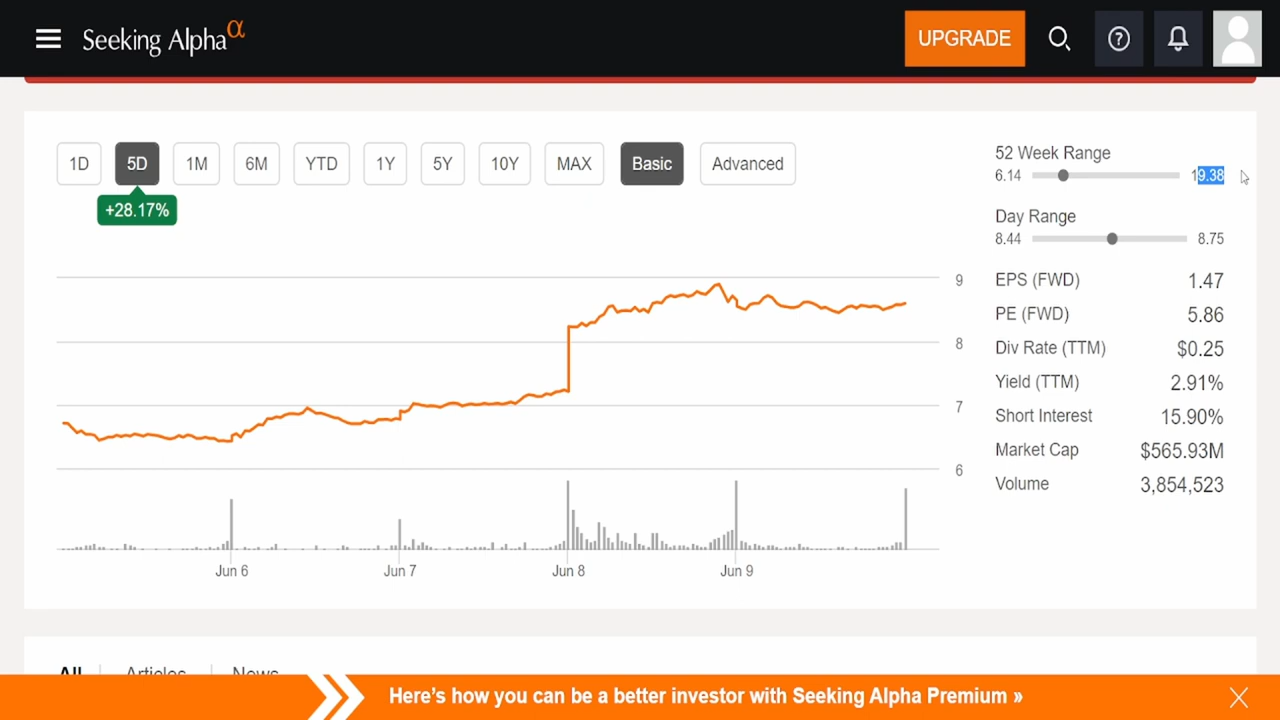 Seeking Alpha α
UPGRADE
1D 5D 1M 6M YTD 1Y 5Y 10Y MAX Basic Advanced
+28.17%
52 Week Range
6.14 19.38
Day Range
8.44 8.75
EPS (FWD) 1.47
PE (FWD) 5.86
Div Rate (TTM) $0.25
Yield (TTM) 2.91%
Short Interest 15.90%
Market Cap $565.93M
Volume 3,854,523
9
8
7
6
Jun 6 Jun 7 Jun 8 Jun 9
All Articles News
Here's how you can be a better investor with Seeking Alpha Premium »